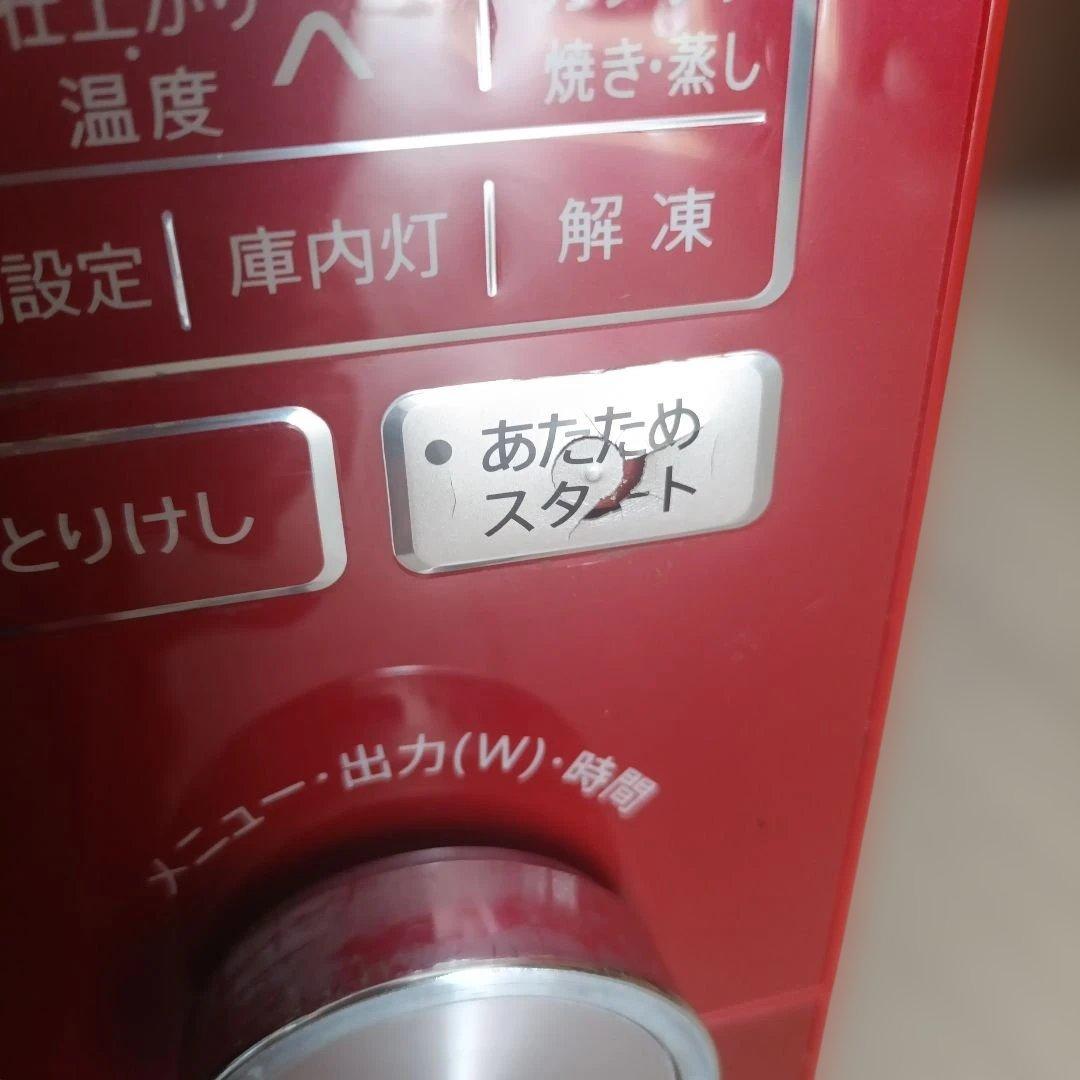 仕上がり
・
温度
焼き・蒸し
設定
庫内灯
解凍
とりけし
あたため
スタート
メニュー・出力(W)・時間